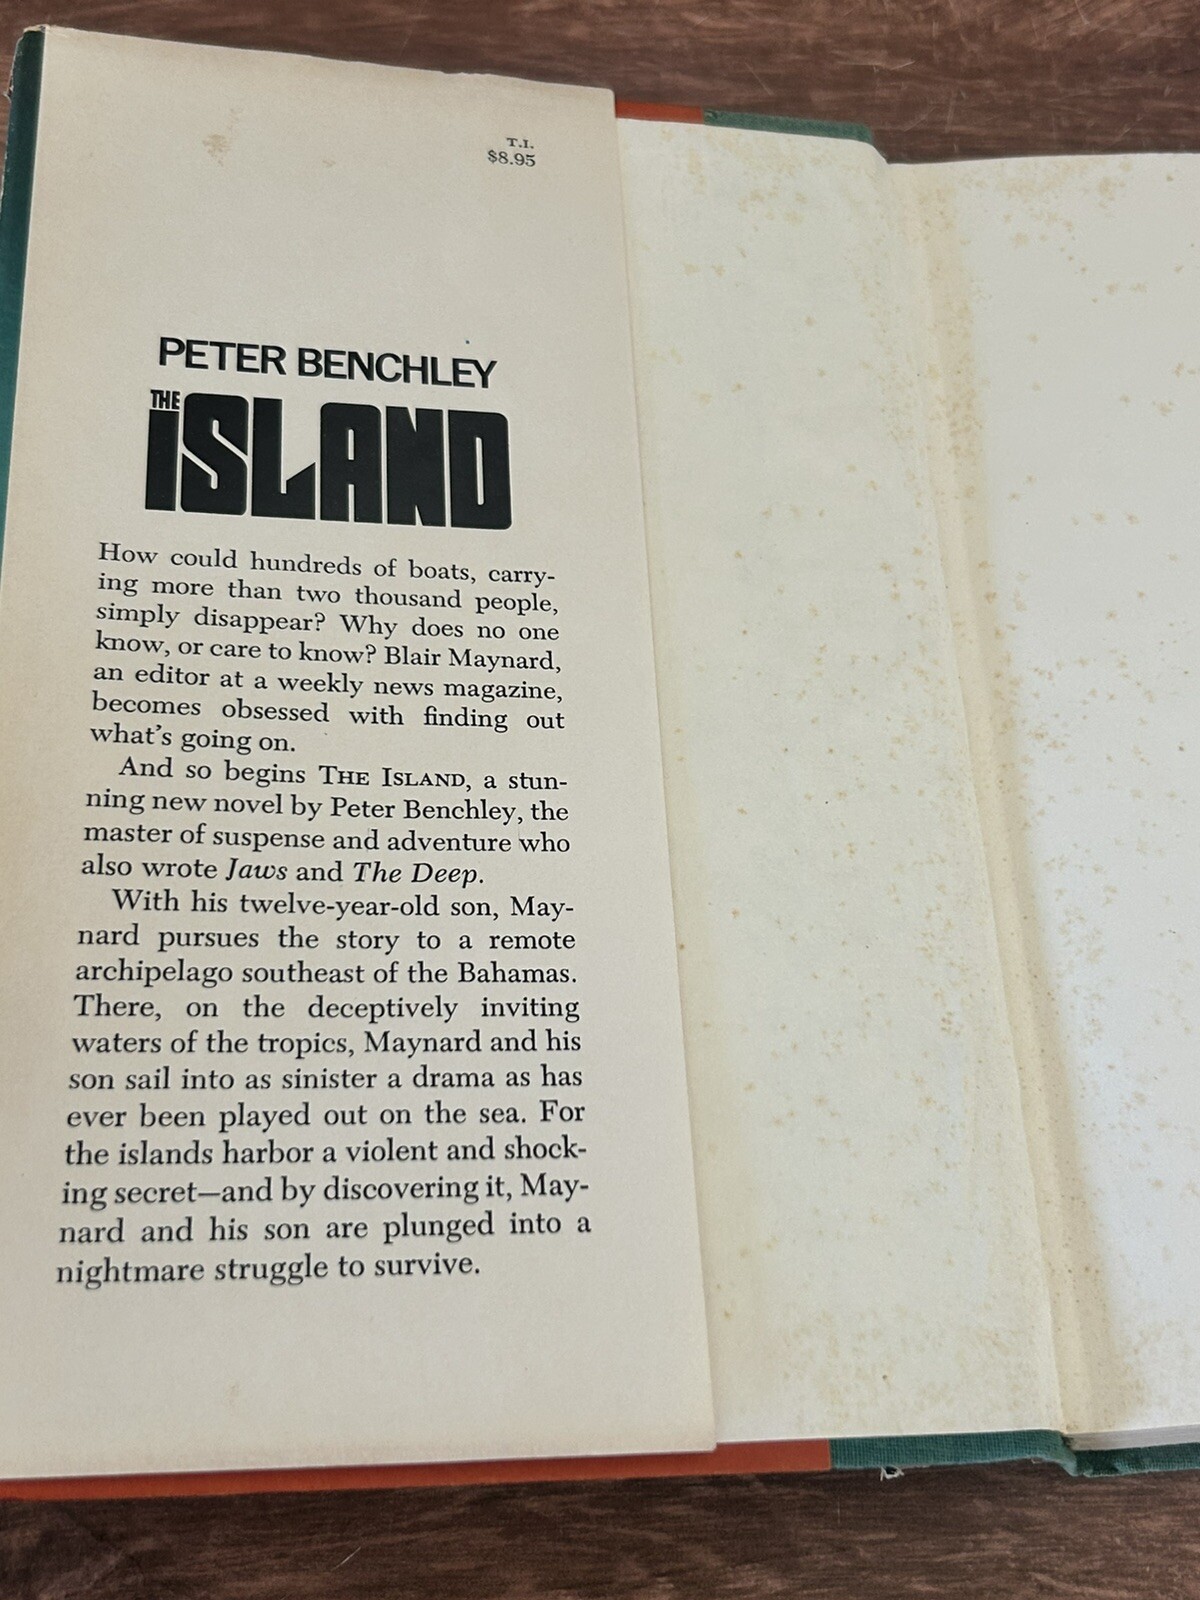 T.I.
$8.95
PETER BENCHLEY
THE
ISLAND
How could hundreds of boats, carry-
ing more than two thousand people,
simply disappear? Why does no one
know, or care to know? Blair Maynard,
an editor at a weekly news magazine,
becomes obsessed with finding out
what's going on.
And so begins THE ISLAND, a stun-
ning new novel by Peter Benchley, the
master of suspense and adventure who
also wrote Jaws and The Deep.
With his twelve-year-old son, May-
nard pursues the story to a remote
archipelago southeast of the Bahamas.
There, on the deceptively inviting
waters of the tropics, Maynard and his
son sail into as sinister a drama as has
ever been played out on the sea. For
the islands harbor a violent and shock-
ing secret—and by discovering it, May-
nard and his son are plunged into a
nightmare struggle to survive.